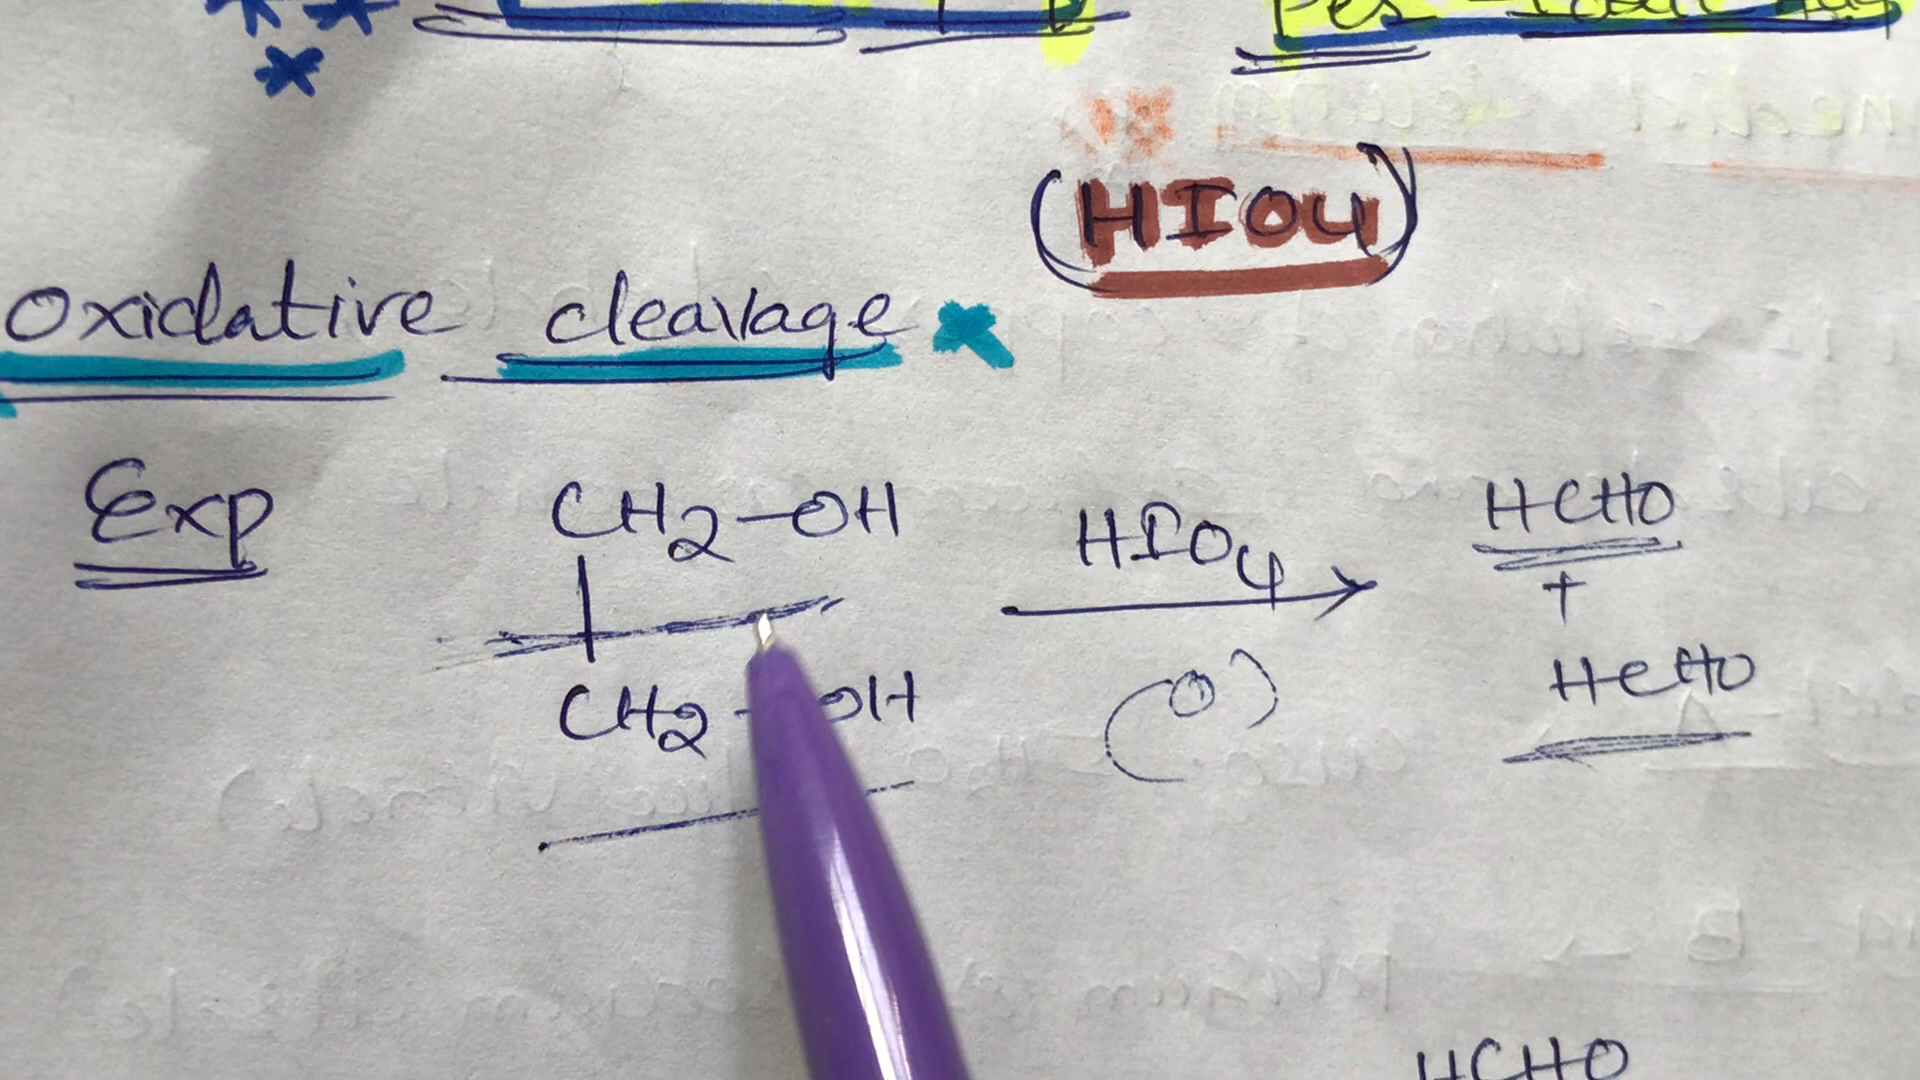 (HIO4)
Oxidative cleavage
Exp
CH2-OH
HIO4
HCHO
+
CH2-OH
(O)
HCHO
HCHO